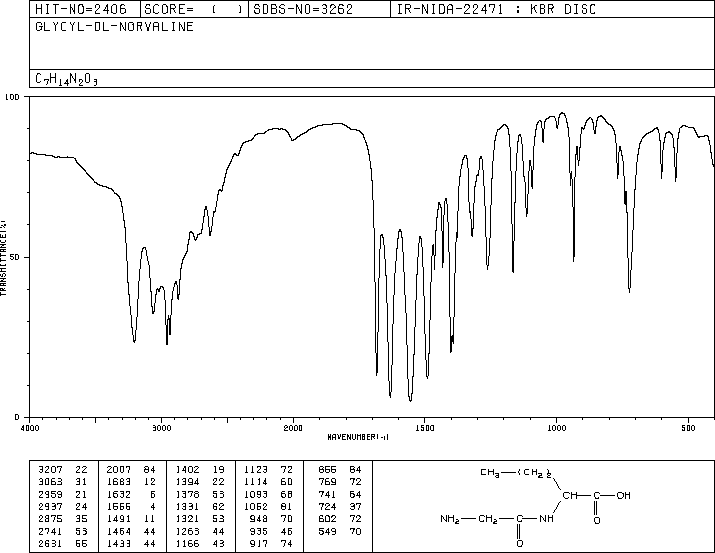 HIT-NO=2406 SCORE= ( ) SDBS-NO=3262 IR-NIDA-22471 : KBR DISC
GLYCYL-DL-NORVALINE
C7H14N2O3
100
TRANSMITTANCE(%)
50
0
4000 3000 2000 1500 1000 500
WAVENUMBER(-1)
3207 22 2007 84 1402 19 1123 72 866 84
3063 31 1683 12 1394 22 1114 60 769 72
2959 21 1632 6 1378 53 1093 68 741 64
2937 24 1556 4 1331 62 1052 81 724 37
2875 35 1491 11 1321 53 948 70 602 72
2741 53 1464 44 1263 44 935 46 549 70
2631 55 1433 44 1166 43 917 74
CH3 (CH2)2
CH C OH
O
NH2 CH2 C NH
O